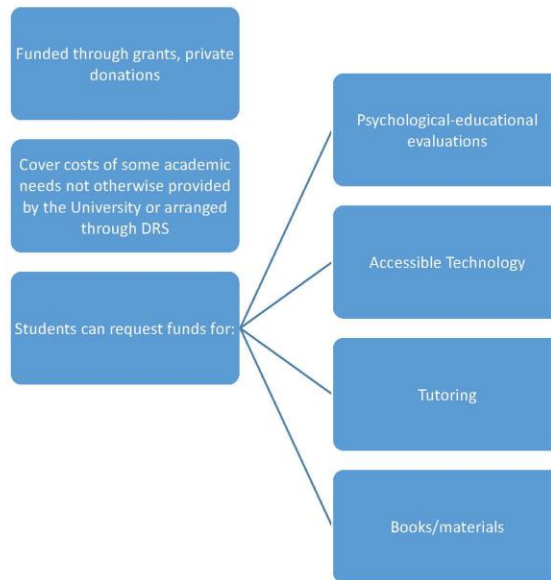 Funded through grants, private
donations
Cover costs of some academic
needs not otherwise provided
by the University or arranged
through DRS
Students can request funds for:
Psychological-educational
evaluations
Accessible Technology
Tutoring
Books/materials